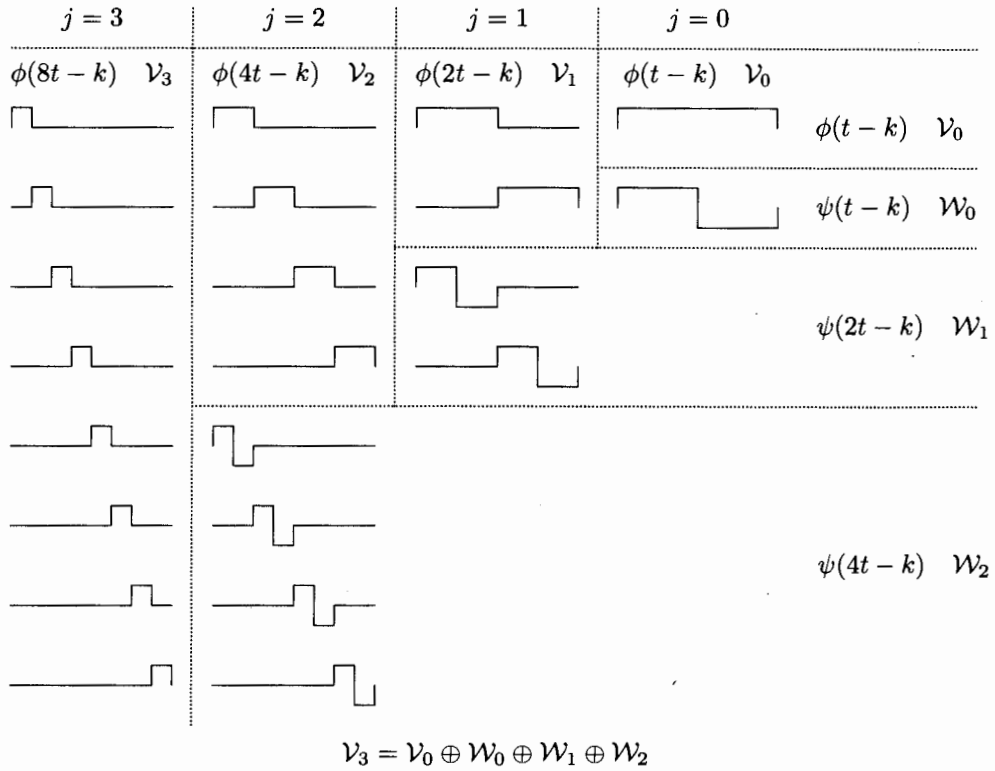 j = 3 j = 2 j = 1 j = 0
ϕ(8t − k) 𝒱₃ ϕ(4t − k) 𝒱₂ ϕ(2t − k) 𝒱₁ ϕ(t − k) 𝒱₀
ϕ(t − k) 𝒱₀
ψ(t − k) 𝒲₀
ψ(2t − k) 𝒲₁
ψ(4t − k) 𝒲₂
𝒱₃ = 𝒱₀ ⊕ 𝒲₀ ⊕ 𝒲₁ ⊕ 𝒲₂